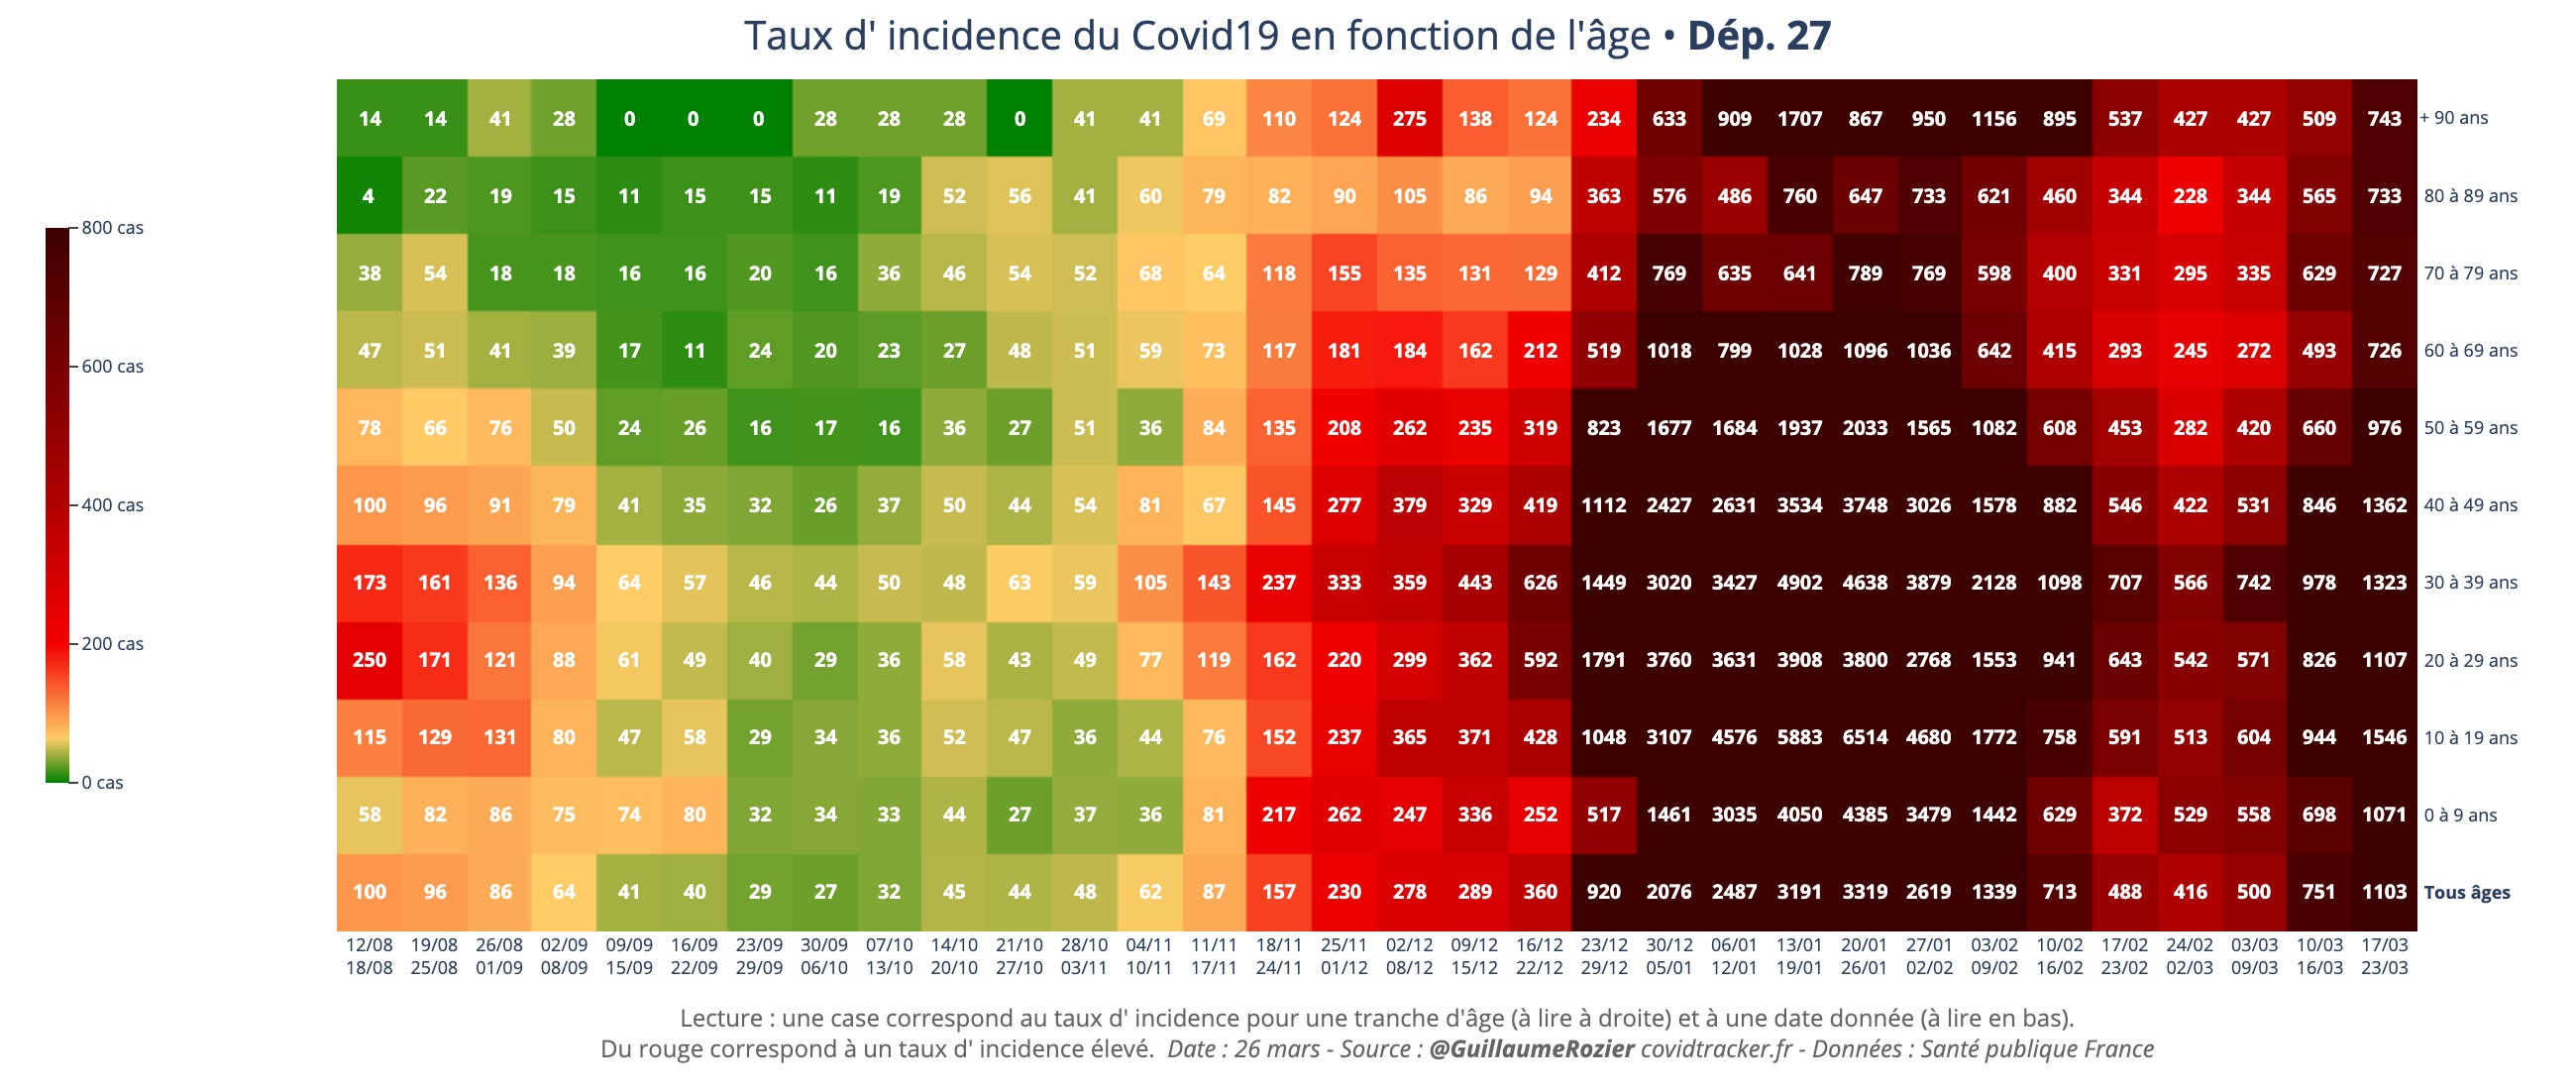 Taux d' incidence du Covid19 en fonction de l'âge • Dép. 27
800 cas
600 cas
400 cas
200 cas
0 cas
14 14 41 28 0 0 0 28 28 28 0 41 41 69 110 124 275 138 124 234 633 909 1707 867 950 1156 895 537 427 427 509 743 + 90 ans
4 22 19 15 11 15 15 11 19 52 56 41 60 79 82 90 105 86 94 363 576 486 760 647 733 621 460 344 228 344 565 733 80 à 89 ans
38 54 18 18 16 16 20 16 36 46 54 52 68 64 118 155 135 131 129 412 769 635 641 789 769 598 400 331 295 335 629 727 70 à 79 ans
47 51 41 39 17 11 24 20 23 27 48 51 59 73 117 181 184 162 212 519 1018 799 1028 1096 1036 642 415 293 245 272 493 726 60 à 69 ans
78 66 76 50 24 26 16 17 16 36 27 51 36 84 135 208 262 235 319 823 1677 1684 1937 2033 1565 1082 608 453 282 420 660 976 50 à 59 ans
100 96 91 79 41 35 32 26 37 50 44 54 81 67 145 277 379 329 419 1112 2427 2631 3534 3748 3026 1578 882 546 422 531 846 1362 40 à 49 ans
173 161 136 94 64 57 46 44 50 48 63 59 105 143 237 333 359 443 626 1449 3020 3427 4902 4638 3879 2128 1098 707 566 742 978 1323 30 à 39 ans
250 171 121 88 61 49 40 29 36 58 43 49 77 119 162 220 299 362 592 1791 3760 3631 3908 3800 2768 1553 941 643 542 571 826 1107 20 à 29 ans
115 129 131 80 47 58 29 34 36 52 47 36 44 76 152 237 365 371 428 1048 3107 4576 5883 6514 4680 1772 758 591 513 604 944 1546 10 à 19 ans
58 82 86 75 74 80 32 34 33 44 27 37 36 81 217 262 247 336 252 517 1461 3035 4050 4385 3479 1442 629 372 529 558 698 1071 0 à 9 ans
100 96 86 64 41 40 29 27 32 45 44 48 62 87 157 230 278 289 360 920 2076 2487 3191 3319 2619 1339 713 488 416 500 751 1103 Tous âges
12/08 19/08 26/08 02/09 09/09 16/09 23/09 30/09 07/10 14/10 21/10 28/10 04/11 11/11 18/11 25/11 02/12 09/12 16/12 23/12 30/12 06/01 13/01 20/01 27/01 03/02 10/02 17/02 24/02 03/03 10/03 17/03
18/08 25/08 01/09 08/09 15/09 22/09 29/09 06/10 13/10 20/10 27/10 03/11 10/11 17/11 24/11 01/12 08/12 15/12 22/12 29/12 05/01 12/01 19/01 26/01 02/02 09/02 16/02 23/02 02/03 09/03 16/03 23/03
Lecture : une case correspond au taux d' incidence pour une tranche d'âge (à lire à droite) et à une date donnée (à lire en bas).
Du rouge correspond à un taux d' incidence élevé. Date : 26 mars - Source : @GuillaumeRozier covidtracker.fr - Données : Santé publique France